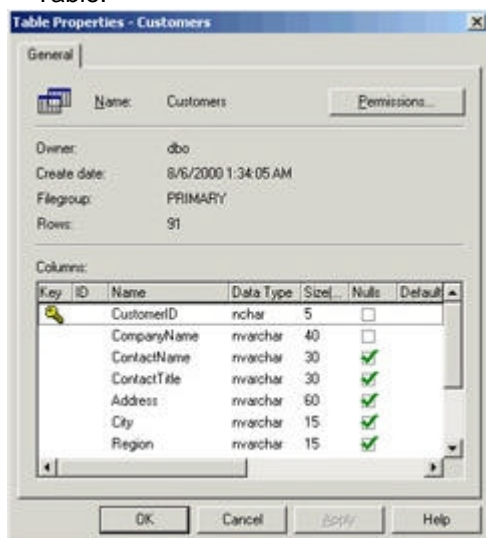 Table.
Table Properties - Customers
General
Name: Customers Permissions...
Owner: dbo
Create date: 8/6/2000 1:34:05 AM
Filegroup: PRIMARY
Rows: 91
Columns:
Key ID Name Data Type Size(... Nulls Default
CustomerID nchar 5
CompanyName nvarchar 40
ContactName nvarchar 30
ContactTitle nvarchar 30
Address nvarchar 60
City nvarchar 15
Region nvarchar 15
OK Cancel Apply Help